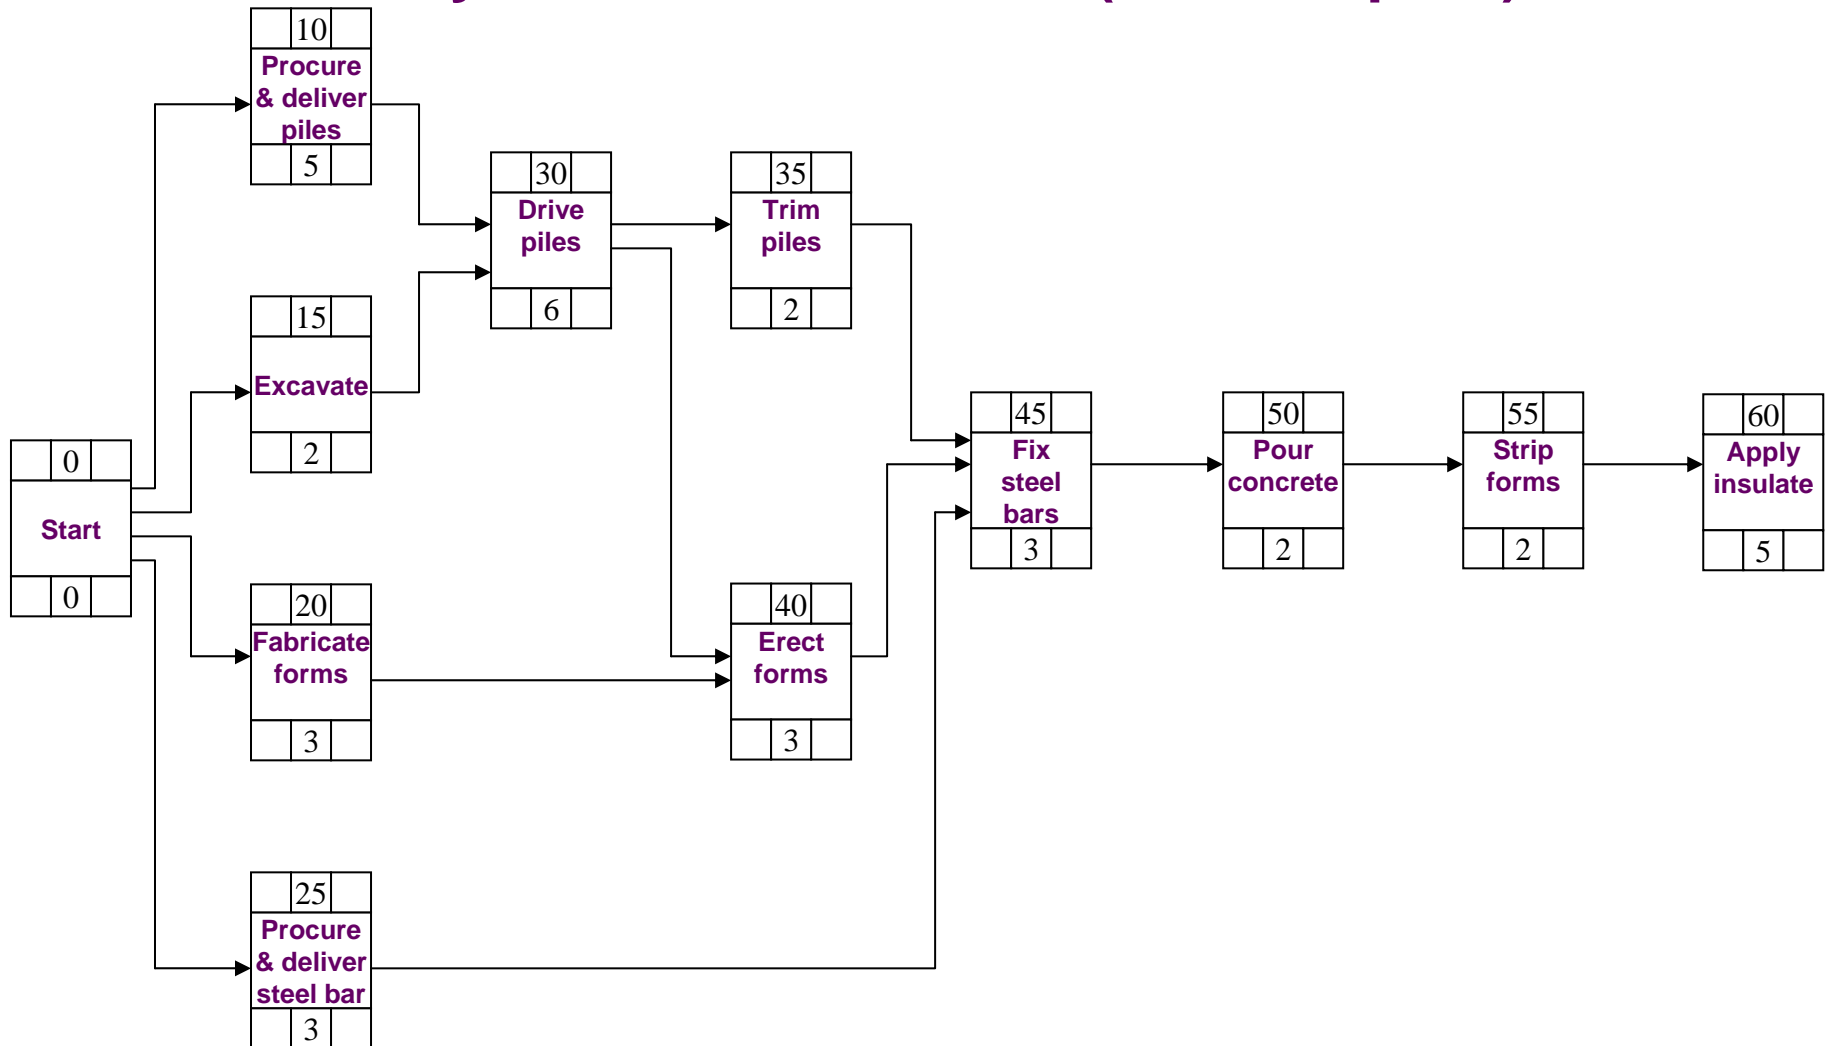 10
Procure
& deliver
piles
5
30
Drive
piles
6
35
Trim
piles
2
15
Excavate
2
0
Start
0
45
Fix
steel
bars
3
50
Pour
concrete
2
55
Strip
forms
2
60
Apply
insulate
5
20
Fabricate
forms
3
40
Erect
forms
3
25
Procure
& deliver
steel bar
3